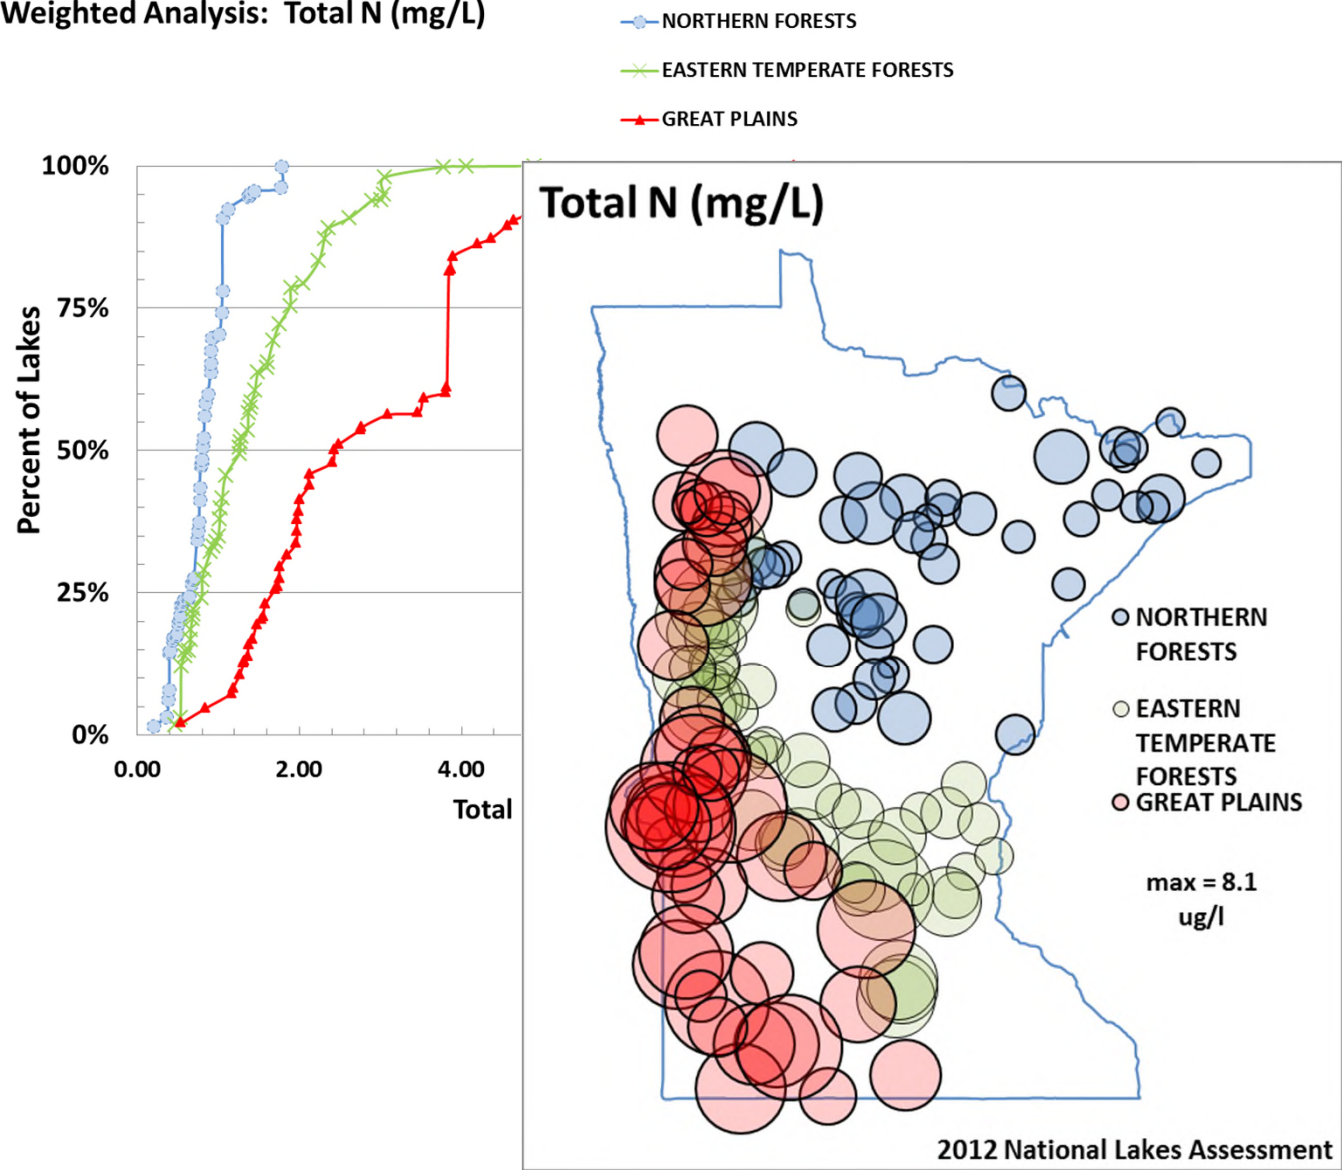 Weighted Analysis: Total N (mg/L)
NORTHERN FORESTS
EASTERN TEMPERATE FORESTS
GREAT PLAINS
100%
75%
50%
25%
0%
Percent of Lakes
0.00
2.00
4.00
Total
Total N (mg/L)
NORTHERN
FORESTS
EASTERN
TEMPERATE
FORESTS
GREAT PLAINS
max = 8.1
ug/l
2012 National Lakes Assessment